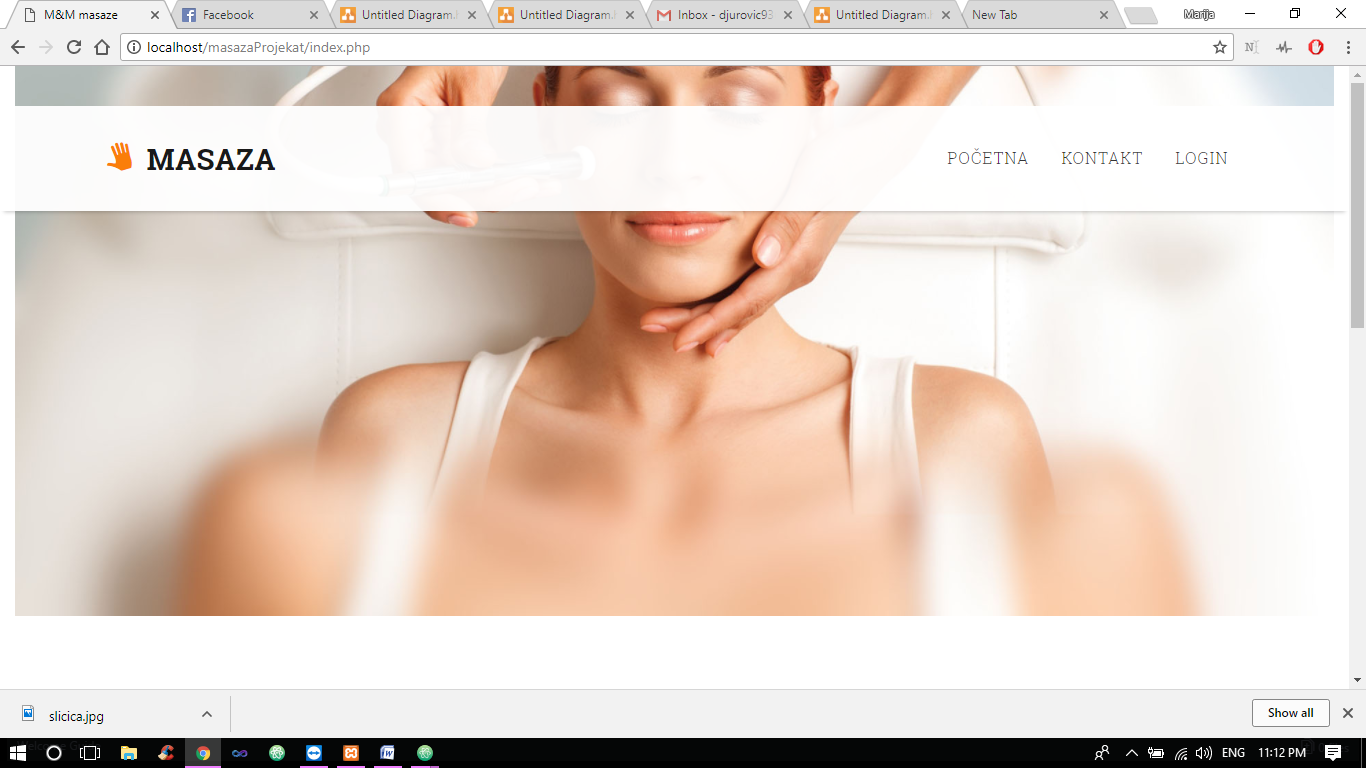 M&M masaze
Facebook
Untitled Diagram.
Untitled Diagram.
Inbox - djurovic93
Untitled Diagram.
New Tab
Marija
localhost/masazaProjekat/index.php
MASAZA
POČETNA KONTAKT LOGIN
slicica.jpg
Show all
ENG
11:12 PM